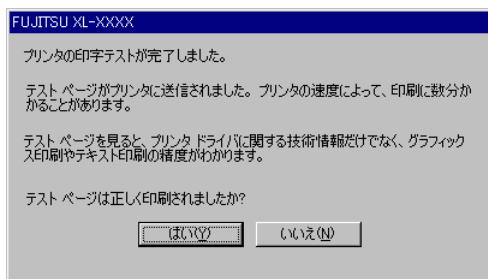 FUJITSU XL-XXXX
プリンタの印字テストが完了しました。
テスト ページがプリンタに送信されました。プリンタの速度によって、印刷に数分か
かることがあります。
テスト ページを見ると、プリンタ ドライバに関する技術情報だけでなく、グラフィック
ス印刷やテキスト印刷の精度がわかります。
テスト ページは正しく印刷されましたか?
はい(Y) いいえ(N)